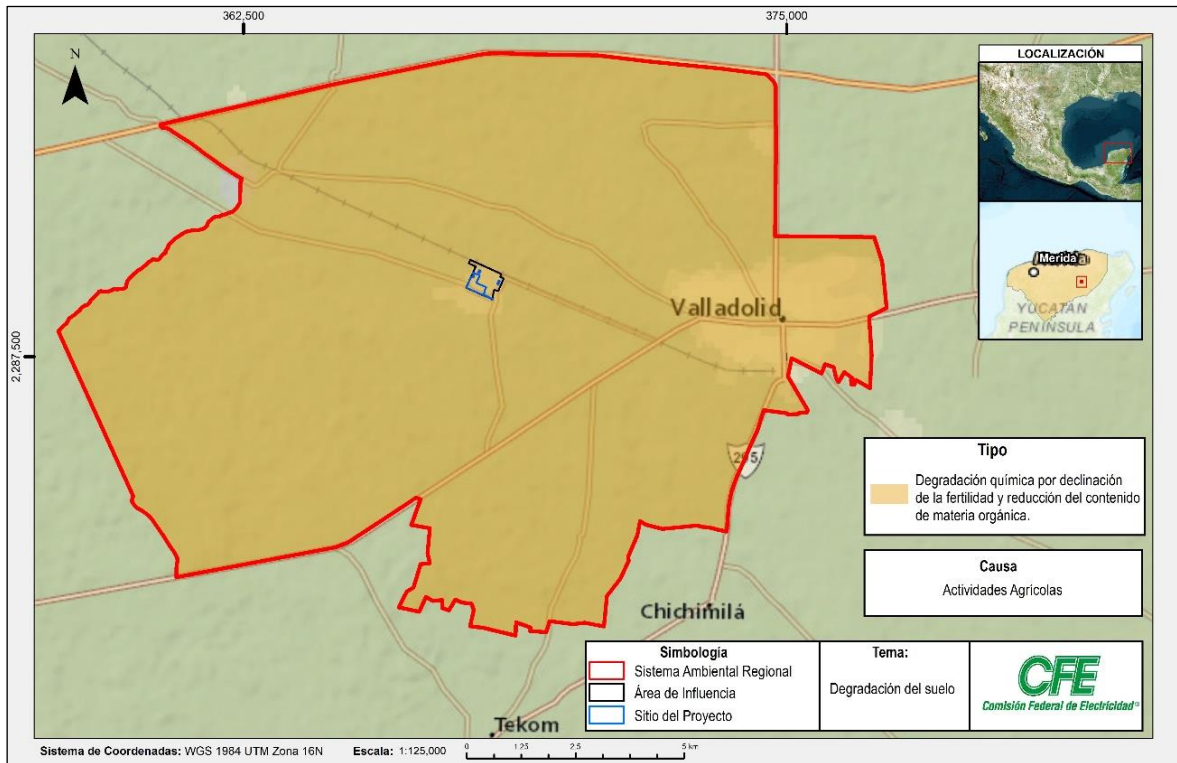 362,500
375,000
N
LOCALIZACIÓN
Merida
YUCATÁN
PENINSULA
2,287,500
Valladolid
295
Chichimilá
Tekom
Tipo
Degradación química por declinación
de la fertilidad y reducción del contenido
de materia orgánica.
Causa
Actividades Agrícolas
Simbología
Sistema Ambiental Regional
Área de Influencia
Sitio del Proyecto
Tema:
Degradación del suelo
CFE
Comisión Federal de Electricidad®
Sistema de Coordenadas: WGS 1984 UTM Zona 16N
Escala: 1:125,000
0 1.25 2.5 5 km